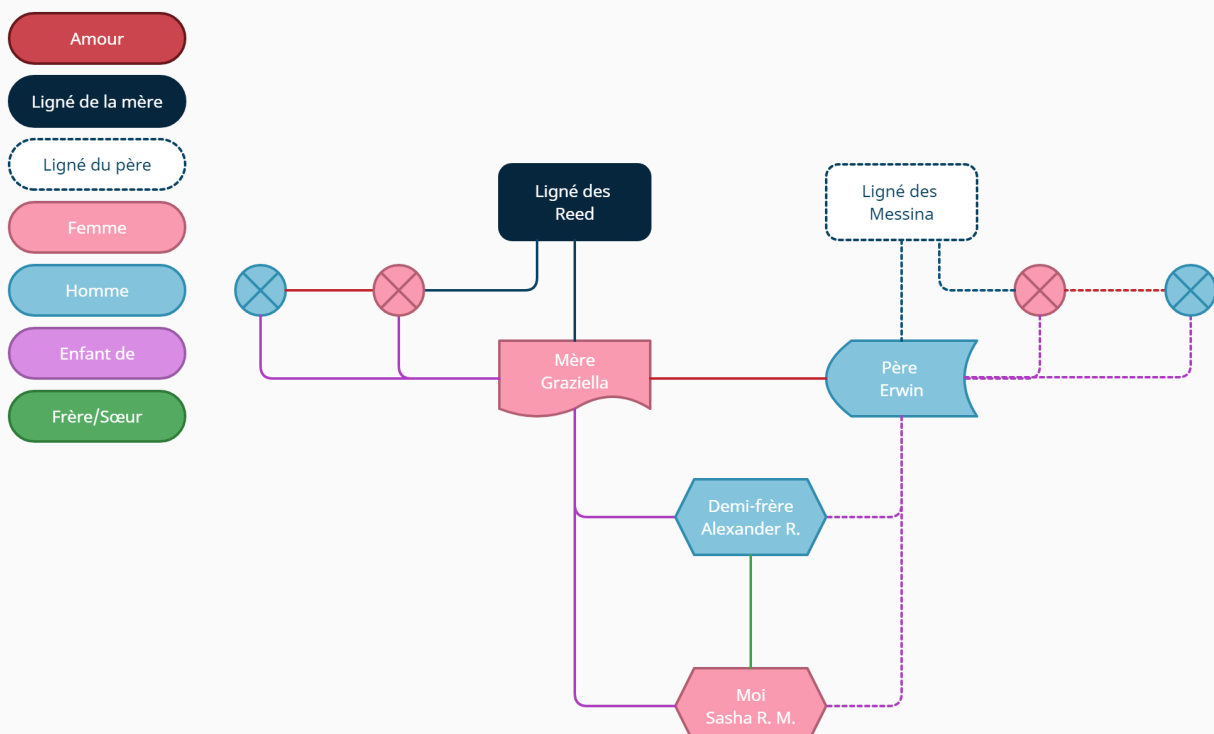 Amour
Ligné de la mère
Ligné du père
Femme
Homme
Enfant de
Frère/Sœur
Ligné des
Reed
Ligné des
Messina
Mère
Graziella
Père
Erwin
Demi-frère
Alexander R.
Moi
Sasha R. M.